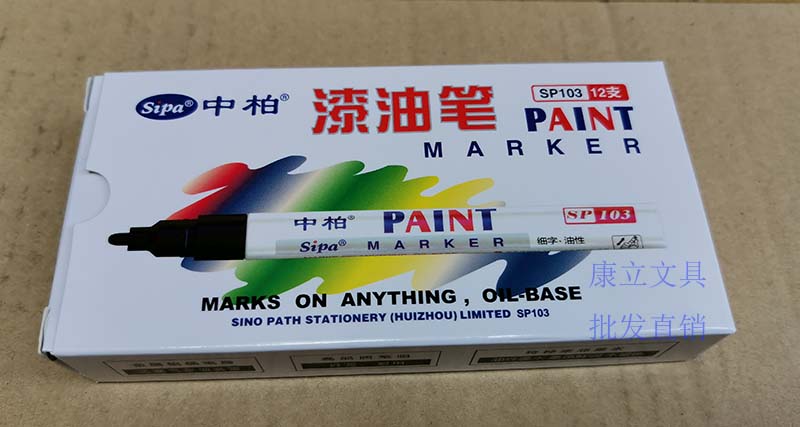 Sipa® 中柏® 漆油笔 SP103 12支
PAINT
MARKER
中柏 PAINT SP 103
Sipa® MARKER 细字·油性
MARKS ON ANYTHING , OIL-BASE
SINO PATH STATIONERY (HUIZHOU) LIMITED SP103
康立文具
批发直销